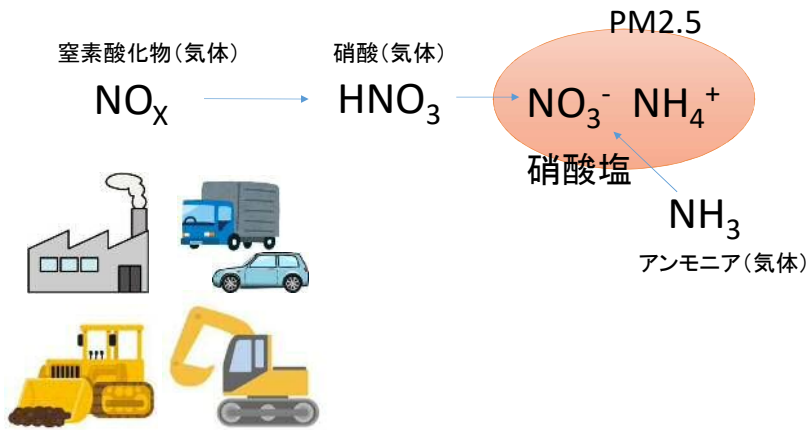 PM2.5
窒素酸化物（気体）
硝酸（気体）
NOX
HNO3
NO3- NH4+
硝酸塩
NH3
アンモニア（気体）